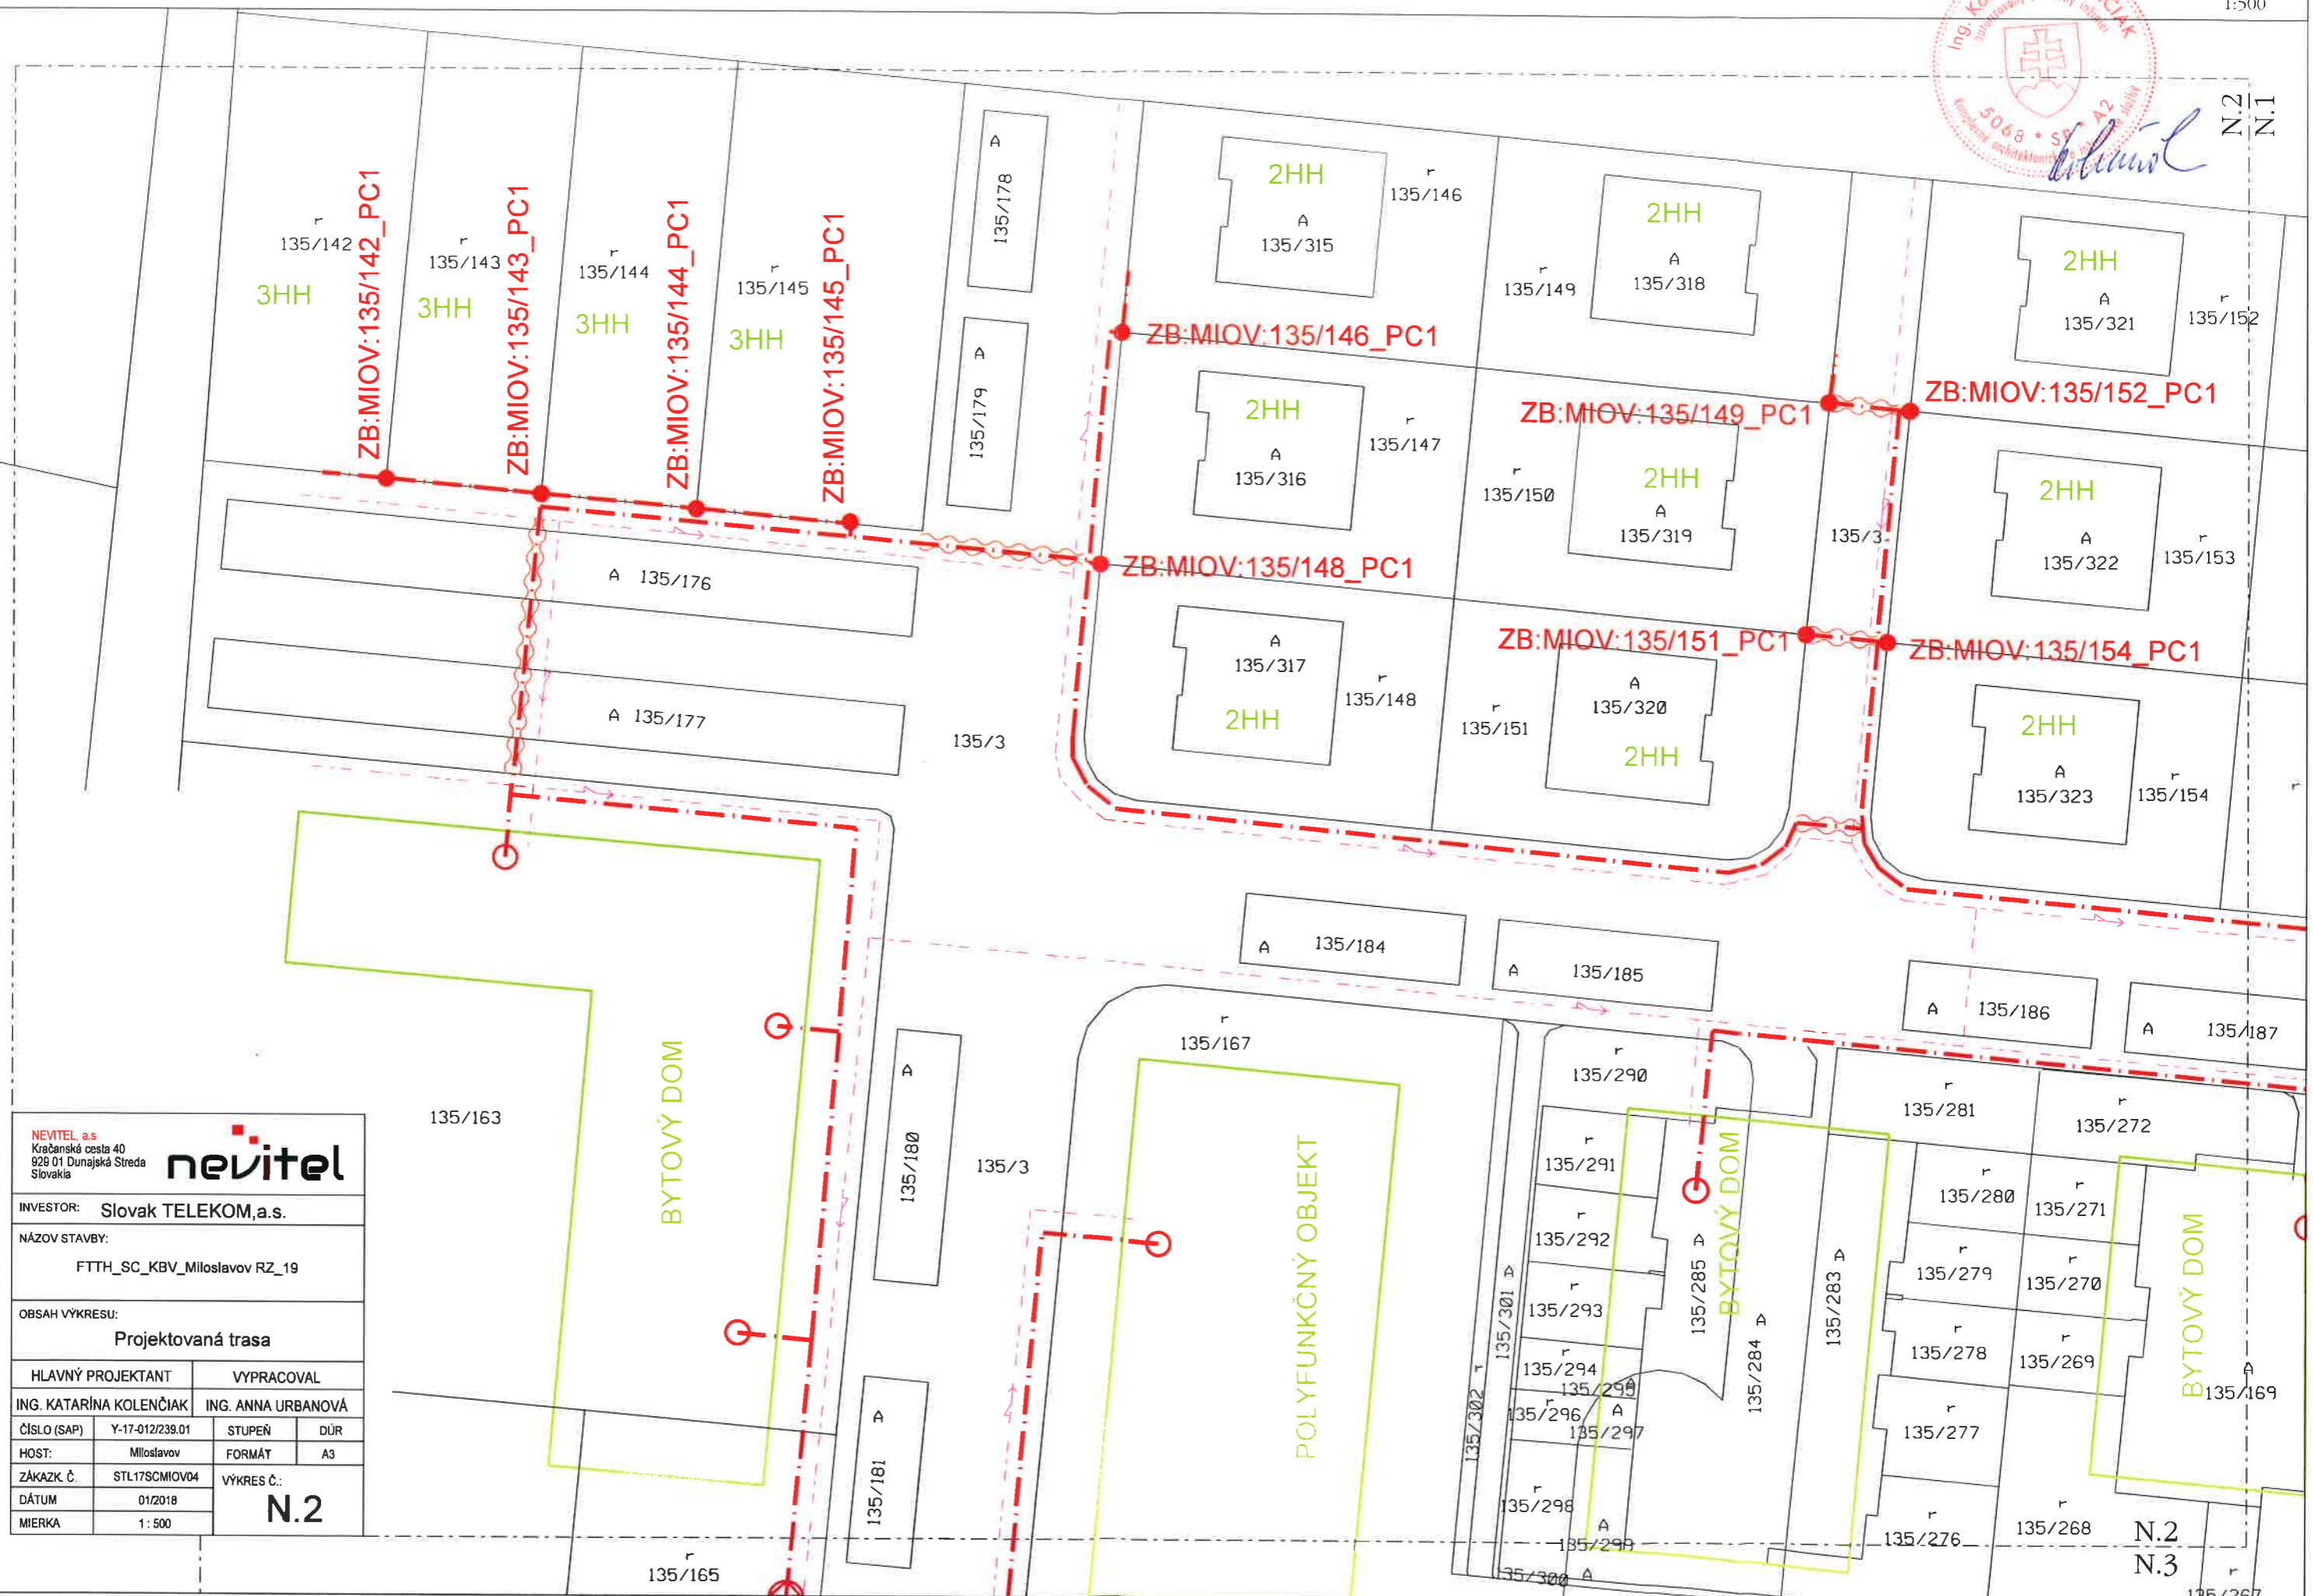 1:500
Ing. 
5068 * SP * A2
N.2
N.1
r
135/142
3HH
ZB:MIOV:135/142_PC1
r
135/143
3HH
ZB:MIOV:135/143_PC1
r
135/144
3HH
ZB:MIOV:135/144_PC1
r
135/145
3HH
ZB:MIOV:135/145_PC1
A
135/178
A
135/179
2HH
A
135/315
r
135/146
ZB:MIOV:135/146_PC1
2HH
A
135/318
r
135/149
2HH
A
135/321
r
135/152
ZB:MIOV:135/149_PC1
ZB:MIOV:135/152_PC1
2HH
A
135/316
r
135/147
r
135/150
2HH
A
135/319
135/3
2HH
A
135/322
r
135/153
ZB:MIOV:135/148_PC1
A 135/176
A 135/177
135/3
A
135/317
2HH
r
135/148
ZB:MIOV:135/151_PC1
ZB:MIOV:135/154_PC1
r
135/151
A
135/320
2HH
2HH
A
135/323
r
135/154
r
A 135/184
A 135/185
A 135/186
A 135/187
135/163
BYTOVÝ DOM
A
135/180
135/3
A
135/181
r
135/165
r
135/167
POLYFUNKČNÝ OBJEKT
r
135/290
r
135/291
r
135/292
r
135/293
r
135/294
135/295
A
r
135/296
A
135/297
r
135/298
A
135/299
135/300 A
135/301 A
135/302 r
135/285 A
BYTOVÝ DOM
135/284 A
135/283 A
r
135/281
r
135/272
r
135/280
r
135/271
r
135/279
r
135/270
r
135/278
r
135/269
r
135/277
r
135/276
r
135/268
BYTOVÝ DOM
A
135/169
N.2
N.3
r
135/267
NEVITEL, a.s
Kračanská cesta 40
929 01 Dunajská Streda
Slovakia
nevitel
INVESTOR: Slovak TELEKOM,a.s.
NÁZOV STAVBY:
FTTH_SC_KBV_Miloslavov RZ_19
OBSAH VÝKRESU:
Projektovaná trasa
HLAVNÝ PROJEKTANT VYPRACOVAL
ING. KATARÍNA KOLENČIAK ING. ANNA URBANOVÁ
ČÍSLO (SAP) Y-17-012/239.01 STUPEŇ DÚR
HOST: Miloslavov FORMÁT A3
ZÁKAZK. Č. STL17SCMIOV04 VÝKRES Č.:
DÁTUM 01/2018 N.2
MIERKA 1 : 500